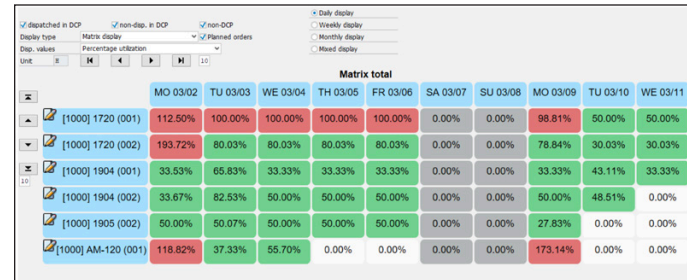 Daily display
dispatched in DCP non-disp. in DCP non-DCP Weekly display
Display type Matrix display Planned orders Monthly display
Disp. values Percentage utilization Mixed display
Unit E 10
Matrix total
MO 03/02 TU 03/03 WE 03/04 TH 03/05 FR 03/06 SA 03/07 SU 03/08 MO 03/09 TU 03/10 WE 03/11
[1000] 1720 (001) 112.50% 100.00% 100.00% 100.00% 100.00% 0.00% 0.00% 98.81% 50.00% 50.00%
[1000] 1720 (002) 193.72% 80.03% 80.03% 80.03% 80.03% 0.00% 0.00% 78.84% 30.03% 30.03%
[1000] 1904 (001) 33.53% 65.83% 33.33% 33.33% 33.33% 0.00% 0.00% 33.33% 43.11% 33.33%
10
[1000] 1904 (002) 33.67% 82.53% 50.00% 50.00% 50.00% 0.00% 0.00% 50.00% 48.51% 0.00%
[1000] 1905 (002) 50.00% 50.07% 50.00% 50.00% 50.00% 0.00% 0.00% 27.83% 0.00% 0.00%
[1000] AM-120 (001) 118.82% 37.33% 55.70% 0.00% 0.00% 0.00% 0.00% 173.14% 0.00% 0.00%